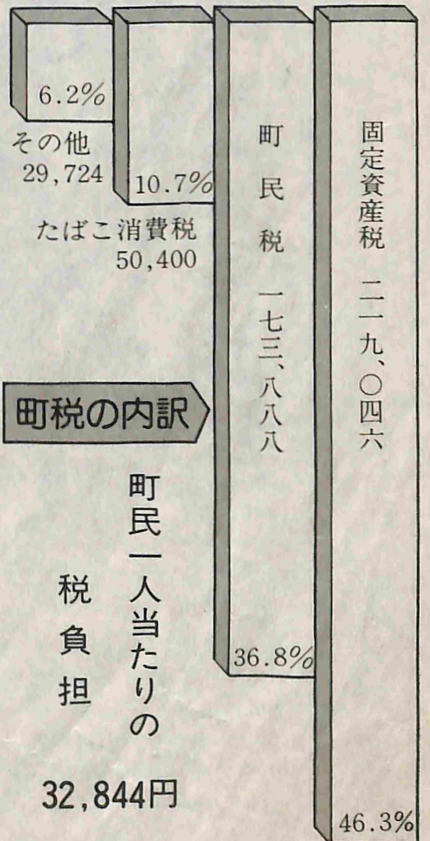 固定資産税 二一九、〇四六
46.3%
町民税 一七三、八八八
36.8%
10.7%
たばこ消費税
50,400
6.2%
その他
29,724
町税の内訳
町民一人当たりの
税負担
32,844円